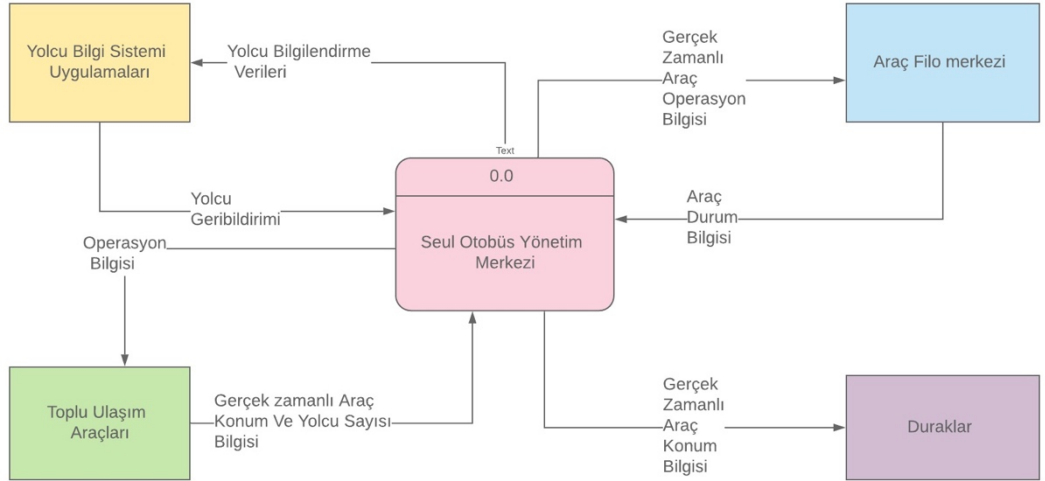 Yolcu Bilgi Sistemi
Uygulamaları
Yolcu Bilgilendirme
Verileri
Gerçek
Zamanlı
Araç
Operasyon
Bilgisi
Araç Filo merkezi
Text
0.0
Seul Otobüs Yönetim
Merkezi
Yolcu
Geribildirimi
Araç
Durum
Bilgisi
Operasyon
Bilgisi
Toplu Ulaşım
Araçları
Gerçek zamanlı Araç
Konum Ve Yolcu Sayısı
Bilgisi
Gerçek
Zamanlı
Araç
Konum
Bilgisi
Duraklar